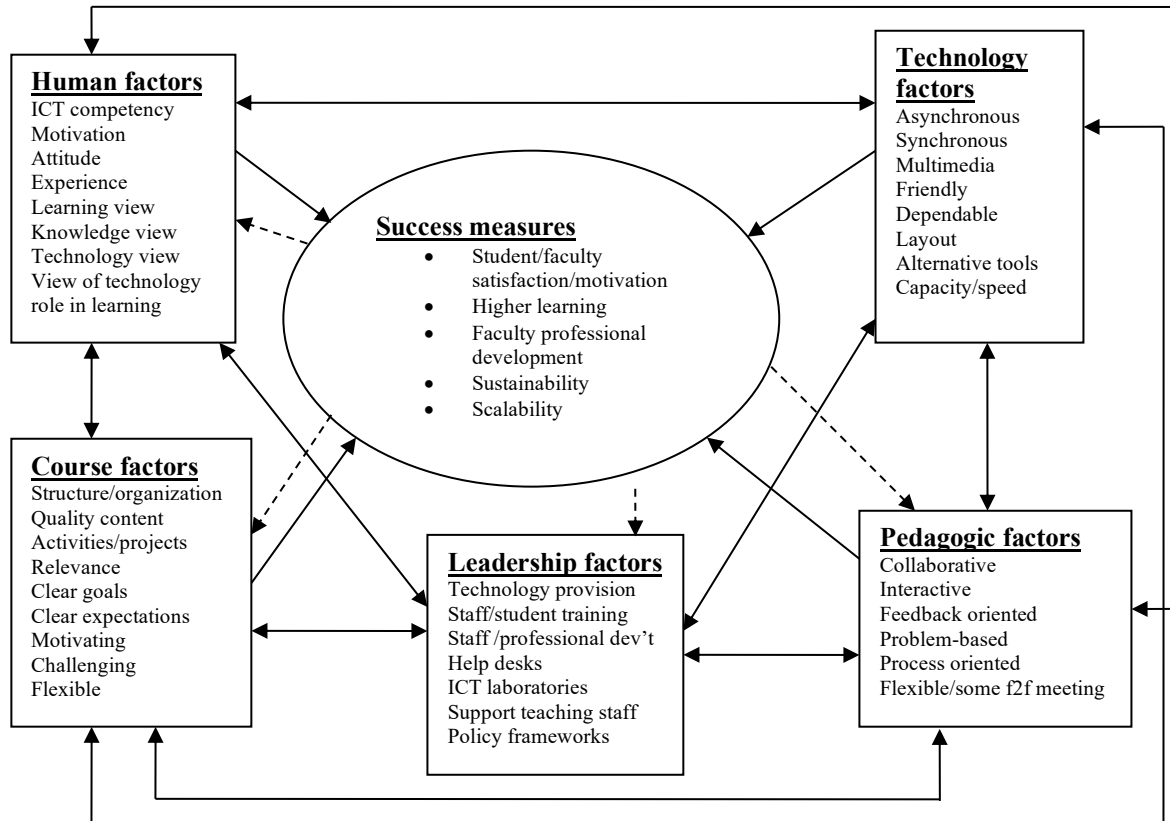 Human factors
ICT competency
Motivation
Attitude
Experience
Learning view
Knowledge view
Technology view
View of technology
role in learning
Technology
factors
Asynchronous
Synchronous
Multimedia
Friendly
Dependable
Layout
Alternative tools
Capacity/speed
Success measures
• Student/faculty
satisfaction/motivation
• Higher learning
• Faculty professional
development
• Sustainability
• Scalability
Course factors
Structure/organization
Quality content
Activities/projects
Relevance
Clear goals
Clear expectations
Motivating
Challenging
Flexible
Leadership factors
Technology provision
Staff/student training
Staff /professional dev’t
Help desks
ICT laboratories
Support teaching staff
Policy frameworks
Pedagogic factors
Collaborative
Interactive
Feedback oriented
Problem-based
Process oriented
Flexible/some f2f meeting